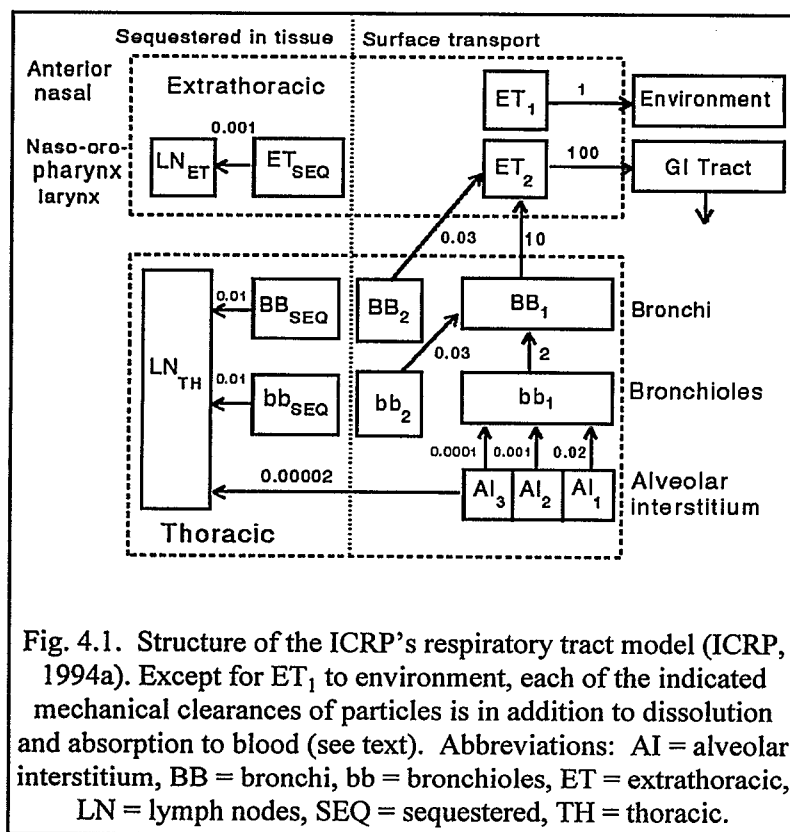 Sequestered in tissue Surface transport
Anterior nasal
Extrathoracic
ET1
1
Environment
Naso-oro-pharynx
larynx
LNET
0.001
ETSEQ
ET2
100
GI Tract
0.03
10
LNTH
0.01
BBSEQ
BB2
BB1
Bronchi
0.03
2
0.01
bbSEQ
bb2
bb1
Bronchioles
0.0001
0.001
0.02
0.00002
AI3
AI2
AI1
Alveolar
interstitium
Thoracic
Fig. 4.1. Structure of the ICRP's respiratory tract model (ICRP,
1994a). Except for ET1 to environment, each of the indicated
mechanical clearances of particles is in addition to dissolution
and absorption to blood (see text). Abbreviations: AI = alveolar
interstitium, BB = bronchi, bb = bronchioles, ET = extrathoracic,
LN = lymph nodes, SEQ = sequestered, TH = thoracic.